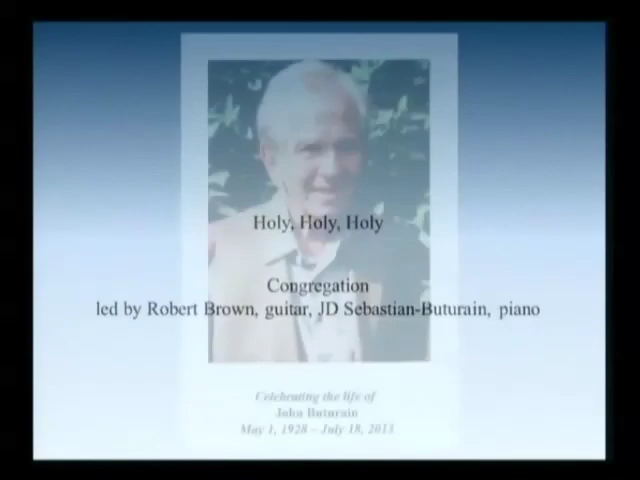 Holy, Holy, Holy
Congregation
led by Robert Brown, guitar, JD Sebastian-Buturain, piano
Celebrating the life of
John Buturain
May 1, 1928 – July 18, 2013